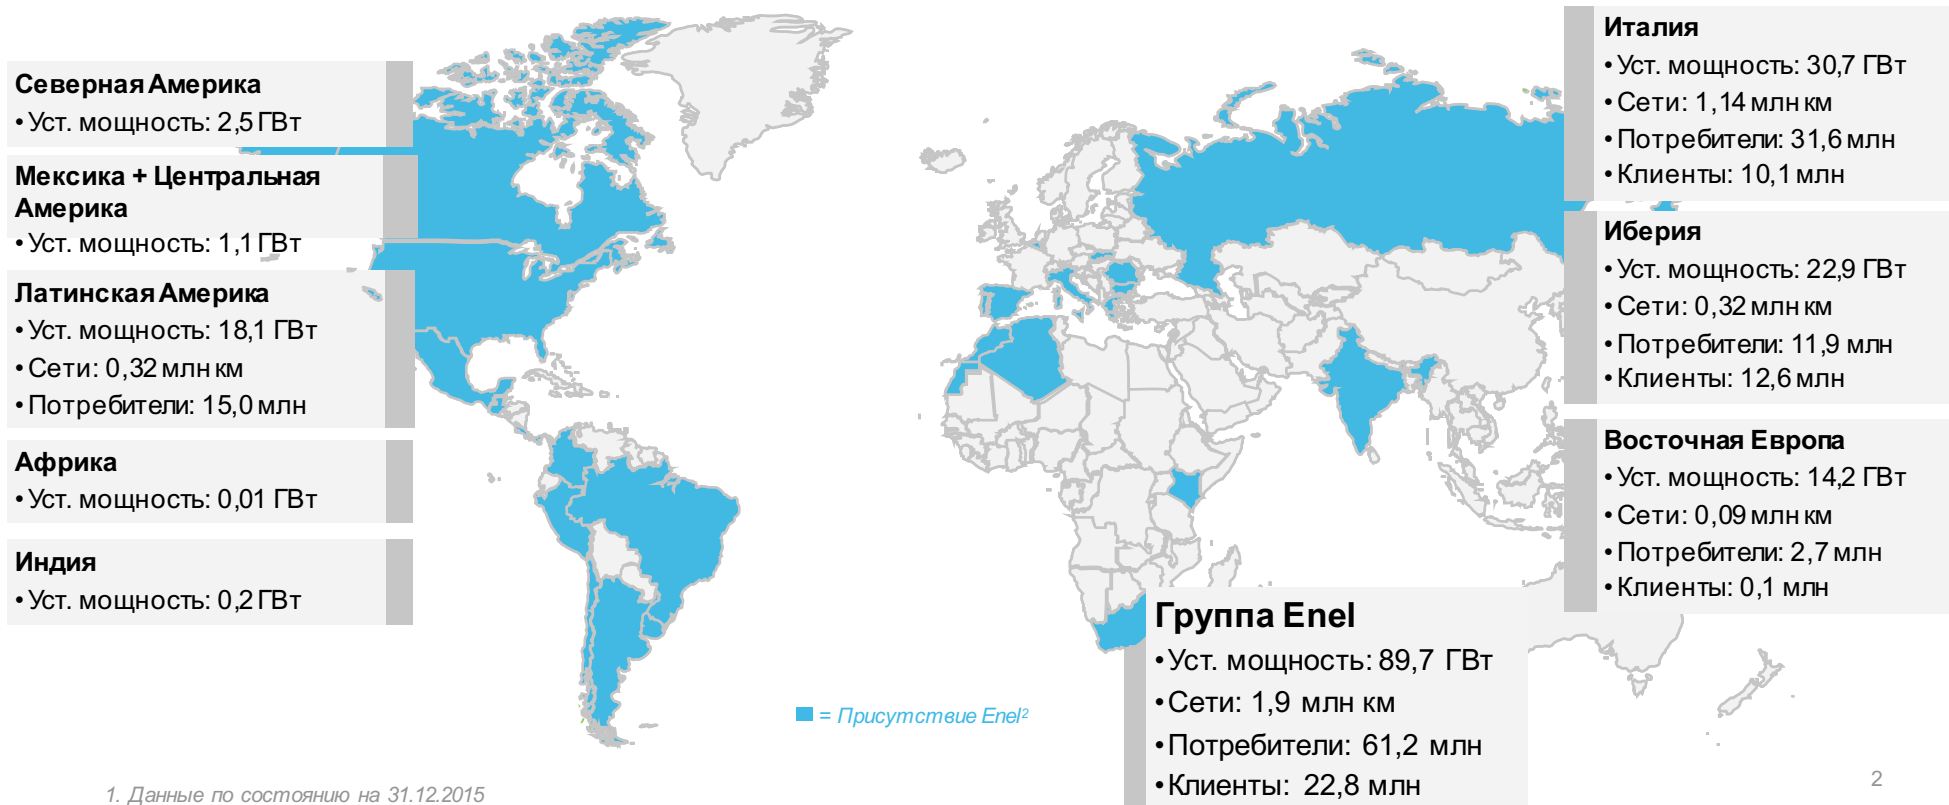 Северная Америка
• Уст. мощность: 2,5 ГВт
Мексика + Центральная
Америка
• Уст. мощность: 1,1 ГВт
Латинская Америка
• Уст. мощность: 18,1 ГВт
• Сети: 0,32 млн км
• Потребители: 15,0 млн
Африка
• Уст. мощность: 0,01 ГВт
Индия
• Уст. мощность: 0,2 ГВт
Италия
• Уст. мощность: 30,7 ГВт
• Сети: 1,14 млн км
• Потребители: 31,6 млн
• Клиенты: 10,1 млн
Иберия
• Уст. мощность: 22,9 ГВт
• Сети: 0,32 млн км
• Потребители: 11,9 млн
• Клиенты: 12,6 млн
Восточная Европа
• Уст. мощность: 14,2 ГВт
• Сети: 0,09 млн км
• Потребители: 2,7 млн
• Клиенты: 0,1 млн
Группа Enel
• Уст. мощность: 89,7 ГВт
• Сети: 1,9 млн км
• Потребители: 61,2 млн
• Клиенты: 22,8 млн
= Присутствие Enel²
1. Данные по состоянию на 31.12.2015
2